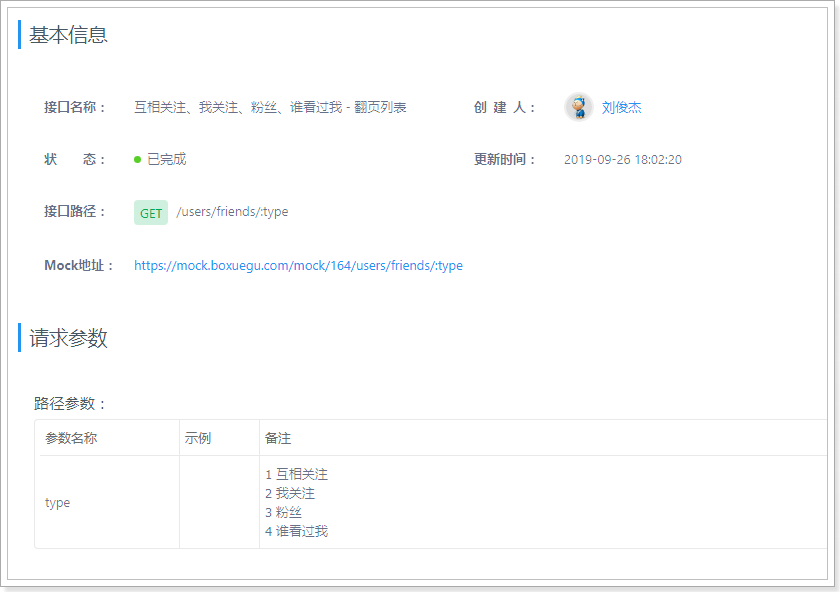 基本信息
接口名称： 互相关注、我关注、粉丝、谁看过我 - 翻页列表 创 建 人： 刘俊杰
状 态： 已完成 更新时间： 2019-09-26 18:02:20
接口路径： GET /users/friends/:type
Mock地址： https://mock.boxuegu.com/mock/164/users/friends/:type
请求参数
路径参数：
参数名称 示例 备注
type
1 互相关注
2 我关注
3 粉丝
4 谁看过我